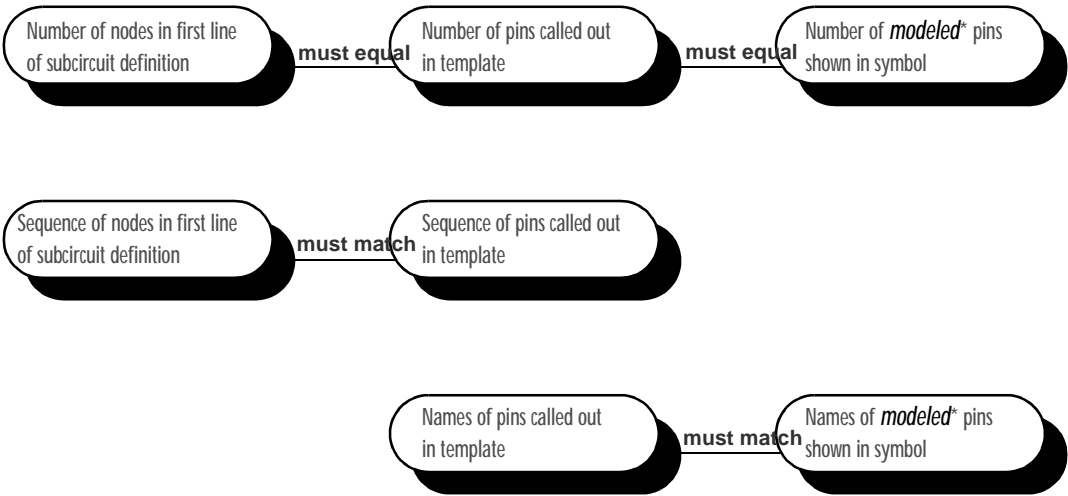 Number of nodes in first line
of subcircuit definition
must equal
Number of pins called out
in template
must equal
Number of modeled* pins
shown in symbol
Sequence of nodes in first line
of subcircuit definition
must match
Sequence of pins called out
in template
Names of pins called out
in template
must match
Names of modeled* pins
shown in symbol